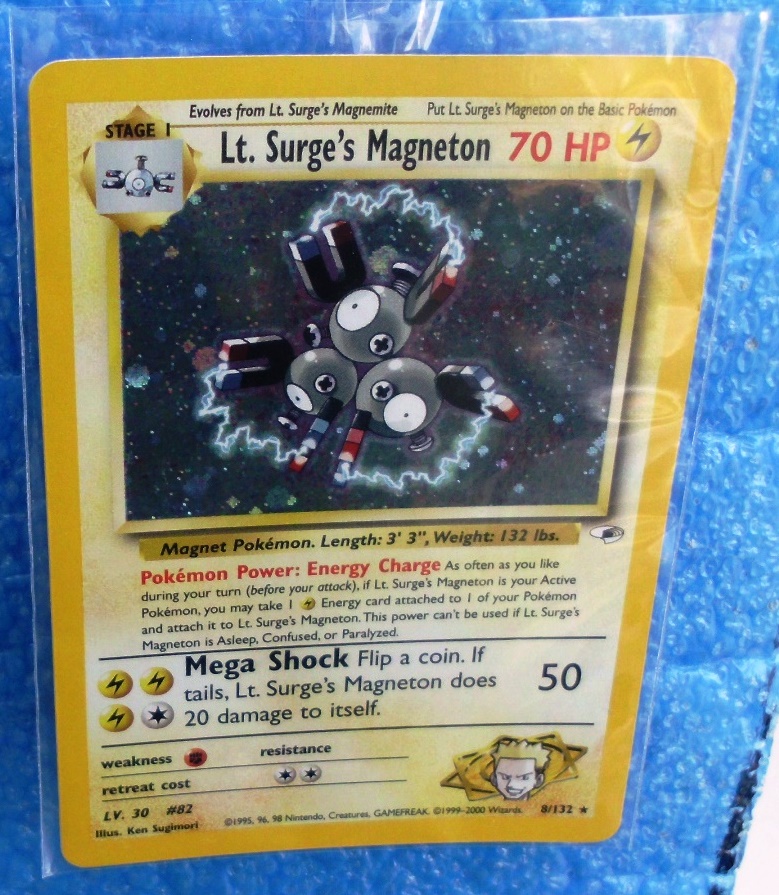 Evolves from Lt. Surge's Magnemite Put Lt. Surge's Magneton on the Basic Pokémon
STAGE 1
Lt. Surge's Magneton 70 HP
Magnet Pokémon. Length: 3' 3", Weight: 132 lbs.
Pokémon Power: Energy Charge As often as you like
during your turn (before your attack), if Lt. Surge's Magneton is your Active
Pokémon, you may take 1 Energy card attached to 1 of your Pokémon
and attach it to Lt. Surge's Magneton. This power can't be used if Lt. Surge's
Magneton is Asleep, Confused, or Paralyzed.
Mega Shock Flip a coin. If
tails, Lt. Surge's Magneton does 50
20 damage to itself.
weakness resistance
retreat cost
LV. 30 #82
Illus. Ken Sugimori ©1995, 96, 98 Nintendo, Creatures, GAMEFREAK. ©1999-2000 Wizards. 8/132 ★